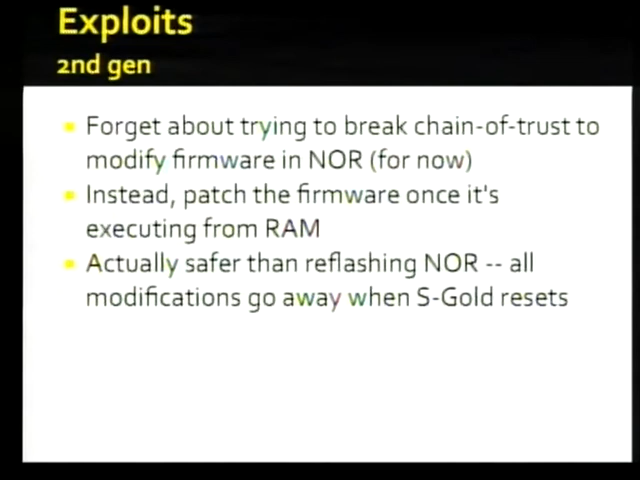 Exploits
2nd gen
Forget about trying to break chain-of-trust to
modify firmware in NOR (for now)
Instead, patch the firmware once it's
executing from RAM
Actually safer than reflashing NOR -- all
modifications go away when S-Gold resets